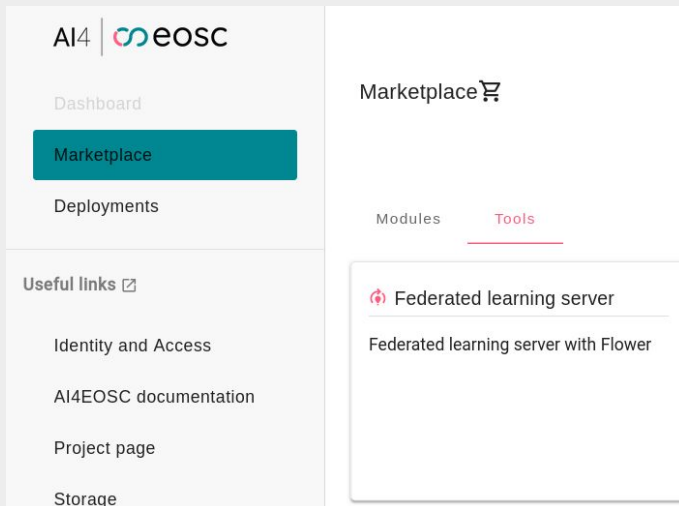 AI4 eosc
Dashboard
Marketplace
Deployments
Useful links
Identity and Access
AI4EOSC documentation
Project page
Storage
Marketplace
Modules Tools
Federated learning server
Federated learning server with Flower